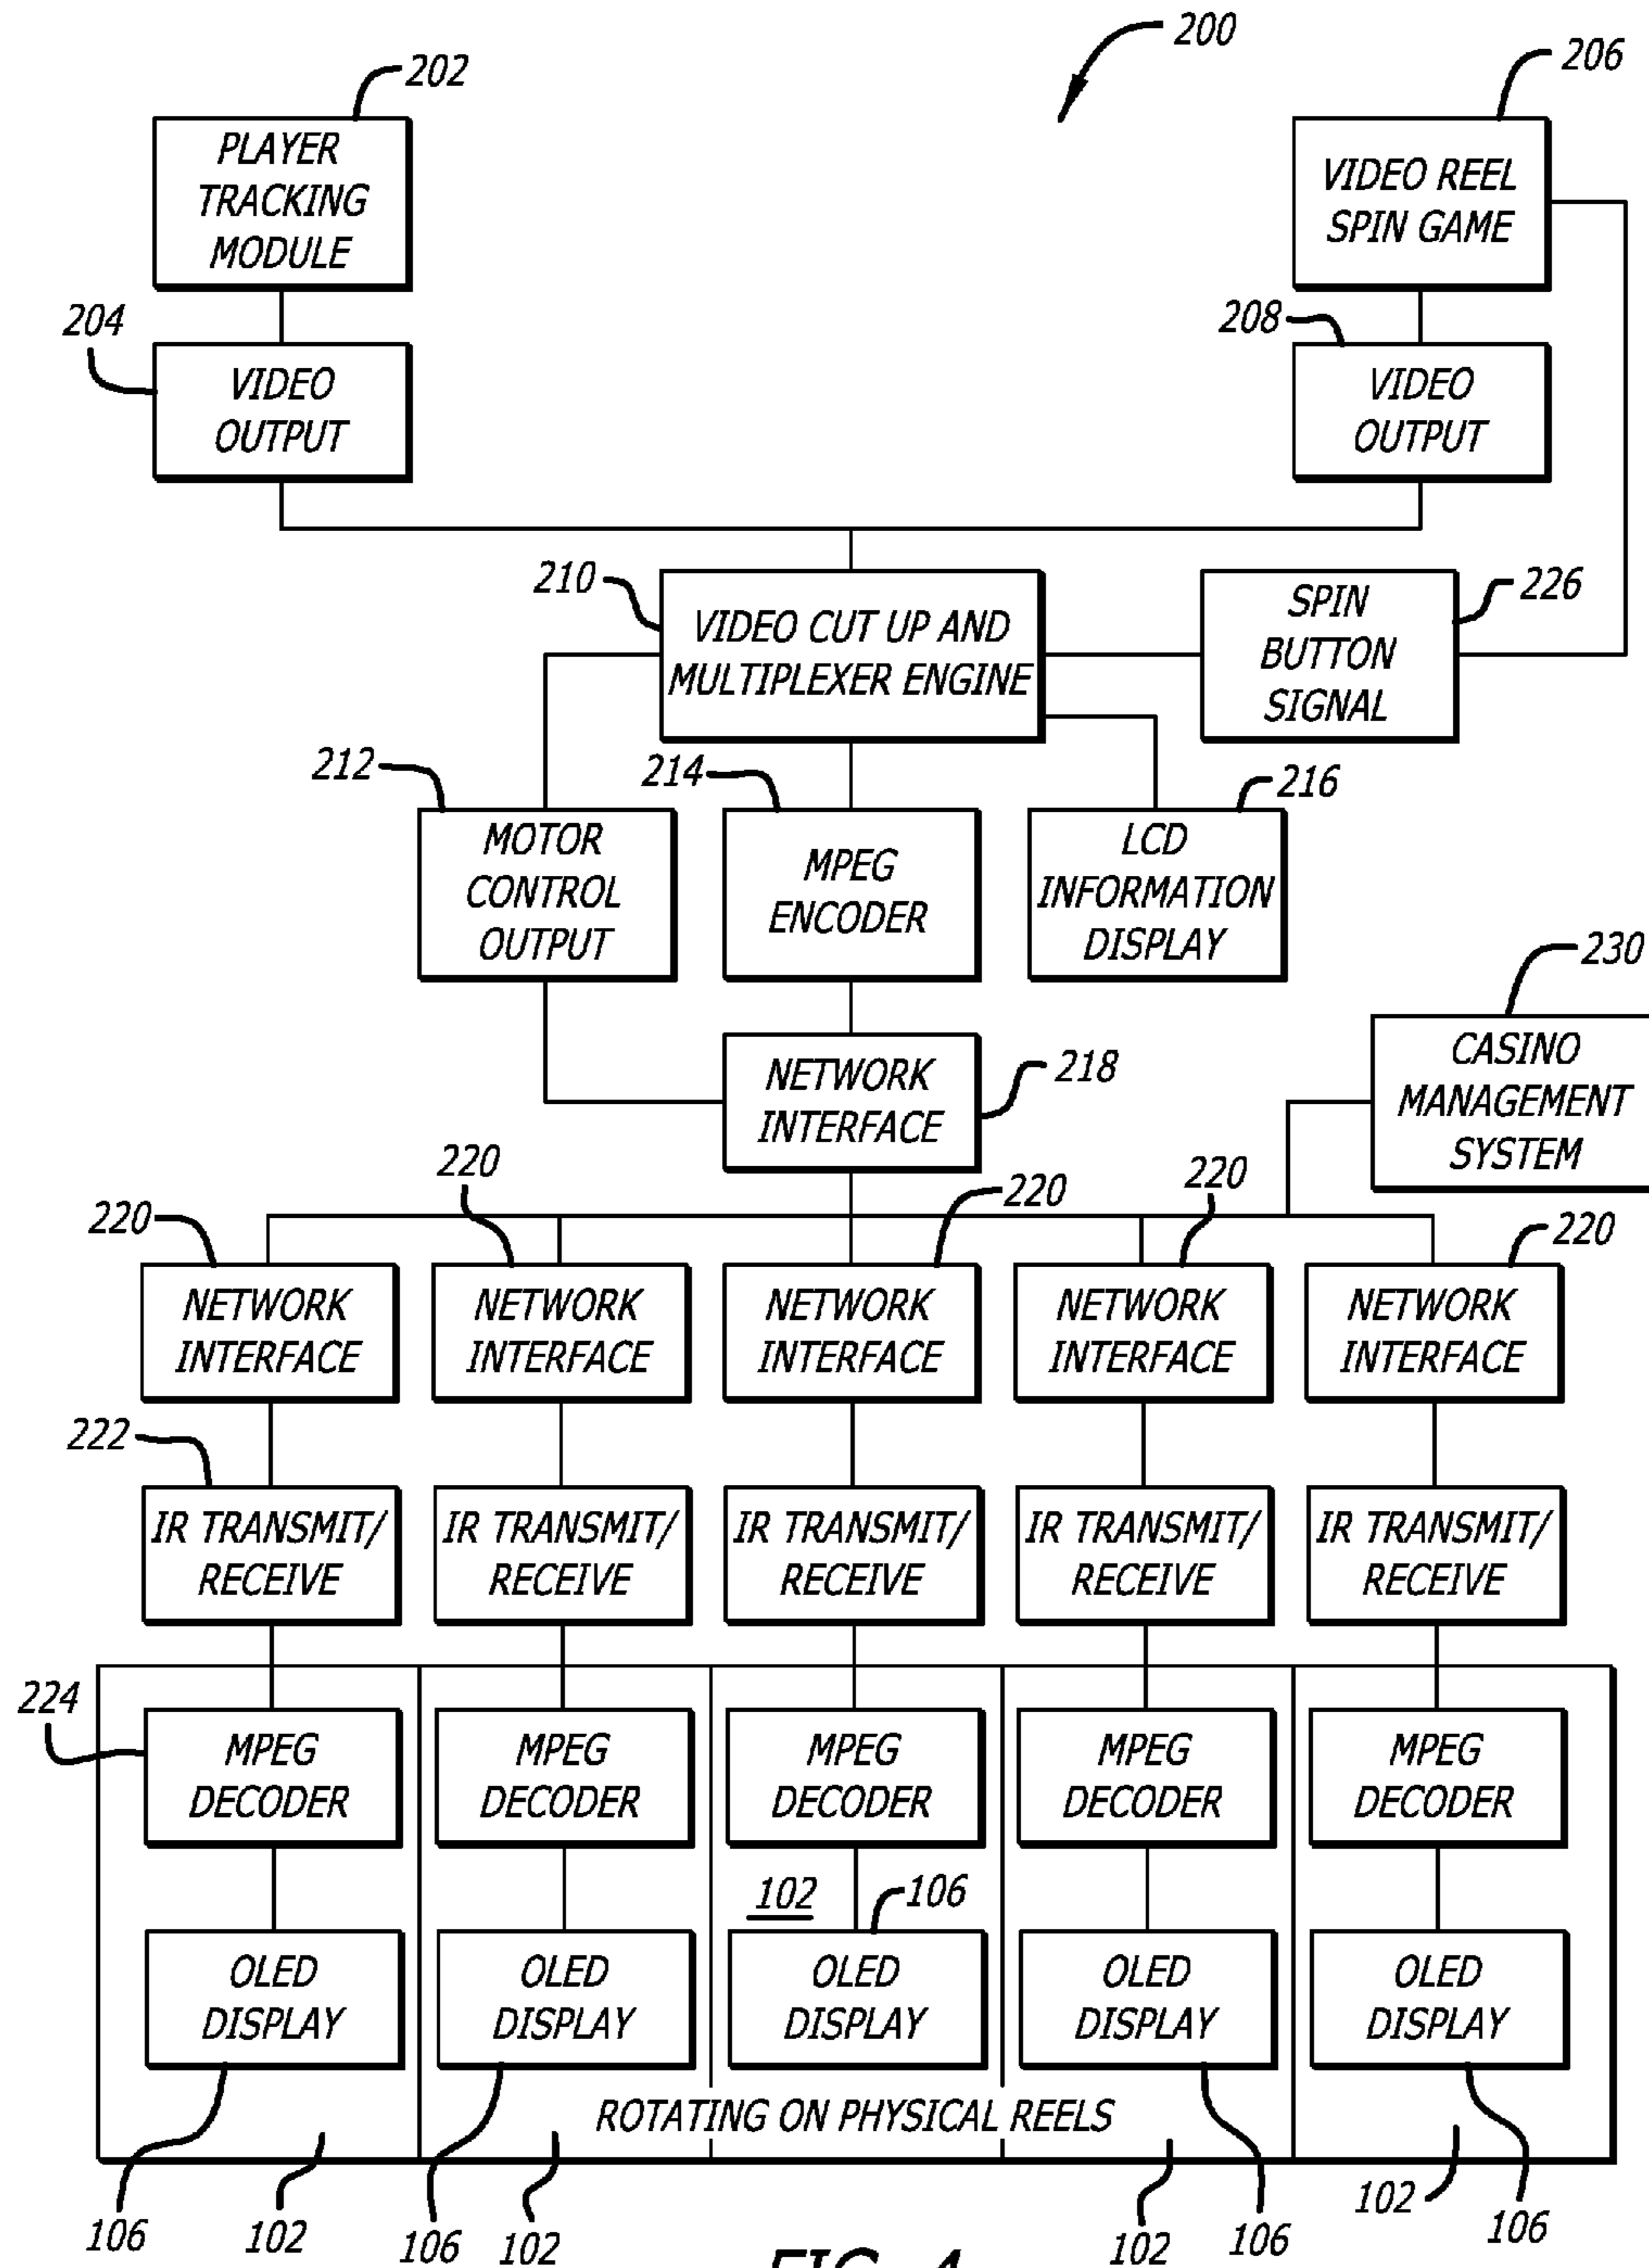 200
202
206
PLAYER
TRACKING
MODULE
VIDEO REEL
SPIN GAME
204
208
VIDEO
OUTPUT
VIDEO
OUTPUT
210
VIDEO CUT UP AND
MULTIPLEXER ENGINE
SPIN
BUTTON
SIGNAL
226
212
214
216
MOTOR
CONTROL
OUTPUT
MPEG
ENCODER
LCD
INFORMATION
DISPLAY
230
CASINO
MANAGEMENT
SYSTEM
NETWORK
INTERFACE
218
220
220
220
220
220
NETWORK
INTERFACE
NETWORK
INTERFACE
NETWORK
INTERFACE
NETWORK
INTERFACE
NETWORK
INTERFACE
222
IR TRANSMIT/
RECEIVE
IR TRANSMIT/
RECEIVE
IR TRANSMIT/
RECEIVE
IR TRANSMIT/
RECEIVE
IR TRANSMIT/
RECEIVE
224
MPEG
DECODER
MPEG
DECODER
MPEG
DECODER
MPEG
DECODER
MPEG
DECODER
102
106
OLED
DISPLAY
OLED
DISPLAY
OLED
DISPLAY
OLED
DISPLAY
OLED
DISPLAY
ROTATING ON PHYSICAL REELS
106
102
106
102
102
106
102
106
FIG. 4